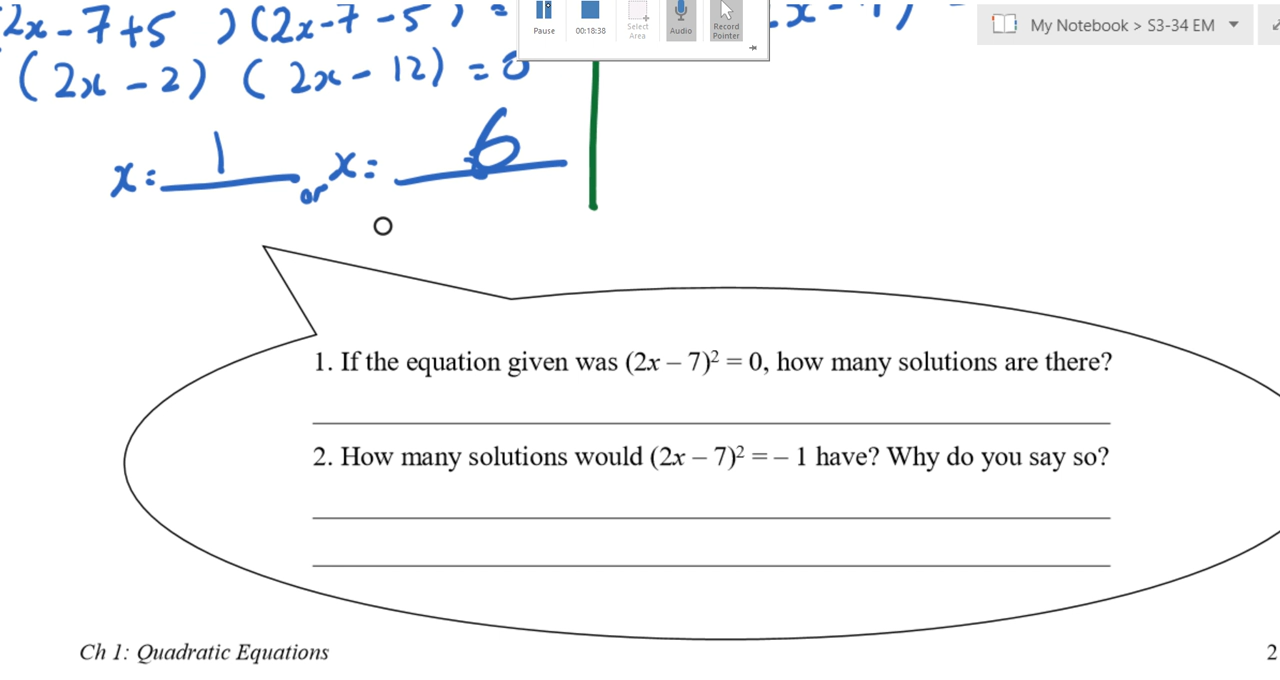 2x - 7 + 5 ) (2x - 7 - 5 ) =
(2x - 2) (2x - 12) = 0
x = 1 or x = 6
Pause
00:18:38
Select Area
Audio
Record Pointer
My Notebook > S3-34 EM
1. If the equation given was (2x – 7)² = 0, how many solutions are there?
2. How many solutions would (2x – 7)² = – 1 have? Why do you say so?
Ch 1: Quadratic Equations
2